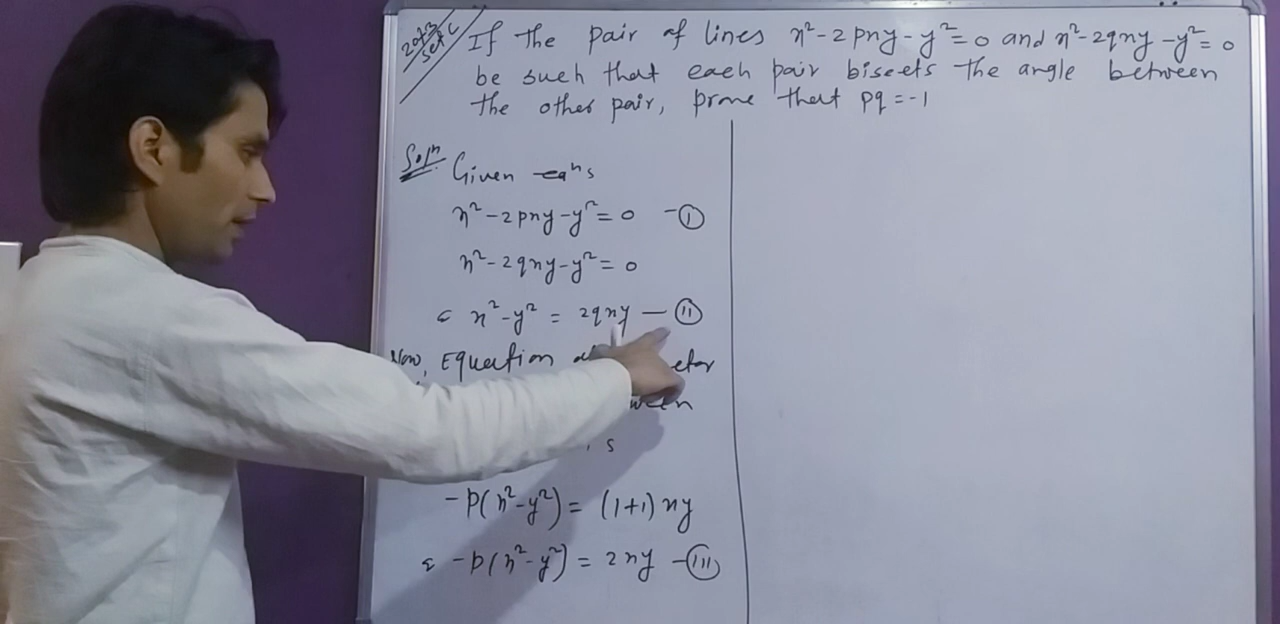 2073 Set C
If the pair of lines x²-2pxy-y²=0 and x²-2qxy-y²=0
be such that each pair bisects the angle between
the other pair, prove that pq=-1
Solⁿ Given eqⁿs
x²-2pxy-y²=0 -(I)
x²-2qxy-y²=0
x²-y² = 2qxy —(II)
Now, Equation
is
-p(x²-y²) = (1+1)xy
-p(x²-y²) = 2xy -(III)